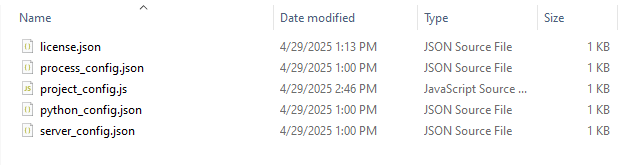 Name Date modified Type Size
license.json 4/29/2025 1:13 PM JSON Source File 1 KB
process_config.json 4/29/2025 1:00 PM JSON Source File 1 KB
project_config.js 4/29/2025 2:46 PM JavaScript Source ... 1 KB
python_config.json 4/29/2025 1:00 PM JSON Source File 1 KB
server_config.json 4/29/2025 1:00 PM JSON Source File 1 KB